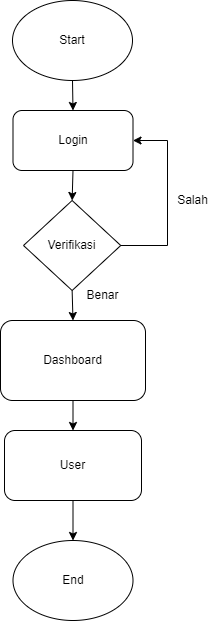 Start
Login
Salah
Verifikasi
Benar
Dashboard
User
End